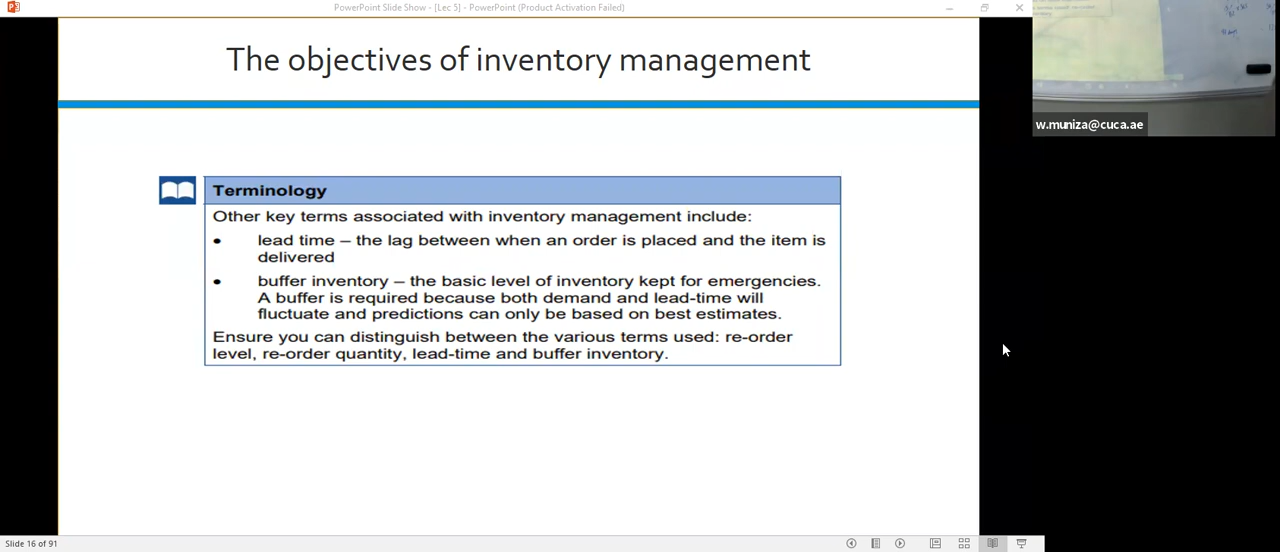 PowerPoint Slide Show - [Lec 5] - PowerPoint (Product Activation Failed)
The objectives of inventory management
w.muniza@cuca.ae
Terminology
Other key terms associated with inventory management include:
• lead time – the lag between when an order is placed and the item is
delivered
• buffer inventory – the basic level of inventory kept for emergencies.
A buffer is required because both demand and lead-time will
fluctuate and predictions can only be based on best estimates.
Ensure you can distinguish between the various terms used: re-order
level, re-order quantity, lead-time and buffer inventory.
Slide 16 of 91